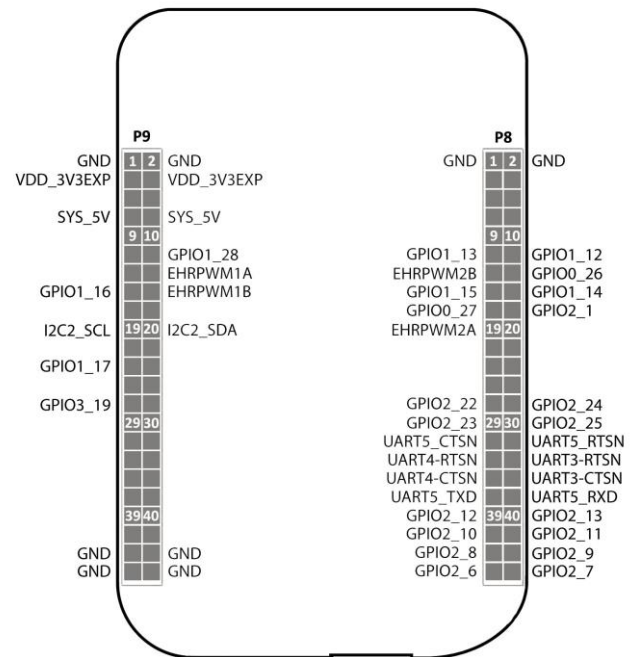 P9
GND 1 2 GND
VDD_3V3EXP VDD_3V3EXP
SYS_5V SYS_5V
9 10
GPIO1_28
EHRPWM1A
GPIO1_16 EHRPWM1B
I2C2_SCL 19 20 I2C2_SDA
GPIO1_17
GPIO3_19
29 30
39 40
GND GND
GND GND
P8
GND 1 2 GND
9 10
GPIO1_13 GPIO1_12
EHRPWM2B GPIO0_26
GPIO1_15 GPIO1_14
GPIO0_27 GPIO2_1
EHRPWM2A 19 20
GPIO2_22 GPIO2_24
GPIO2_23 29 30 GPIO2_25
UART5_CTSN UART5_RTSN
UART4-RTSN UART3-RTSN
UART4-CTSN UART3-CTSN
UART5_TXD UART5_RXD
GPIO2_12 39 40 GPIO2_13
GPIO2_10 GPIO2_11
GPIO2_8 GPIO2_9
GPIO2_6 GPIO2_7